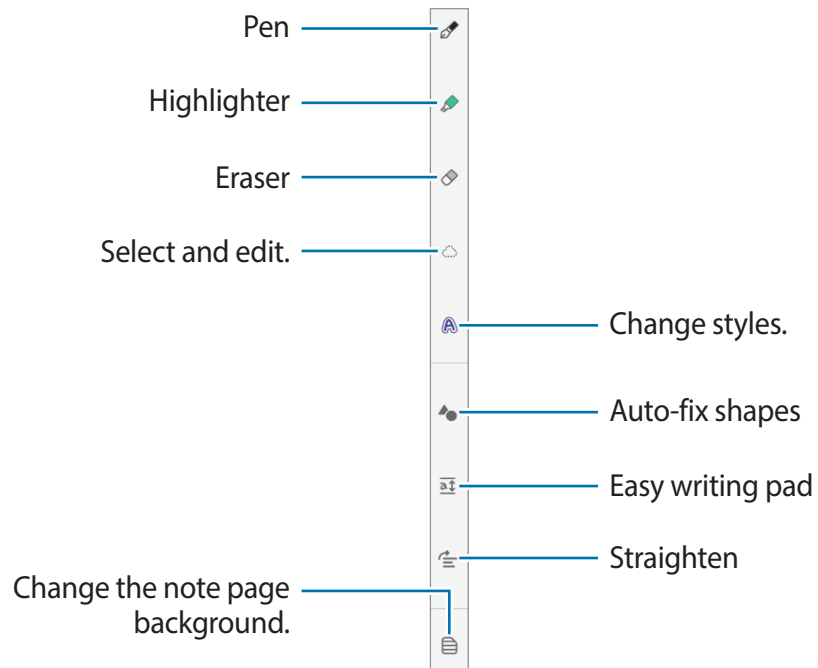 Pen
Highlighter
Eraser
Select and edit.
Change styles.
Auto-fix shapes
Easy writing pad
Straighten
Change the note page
background.